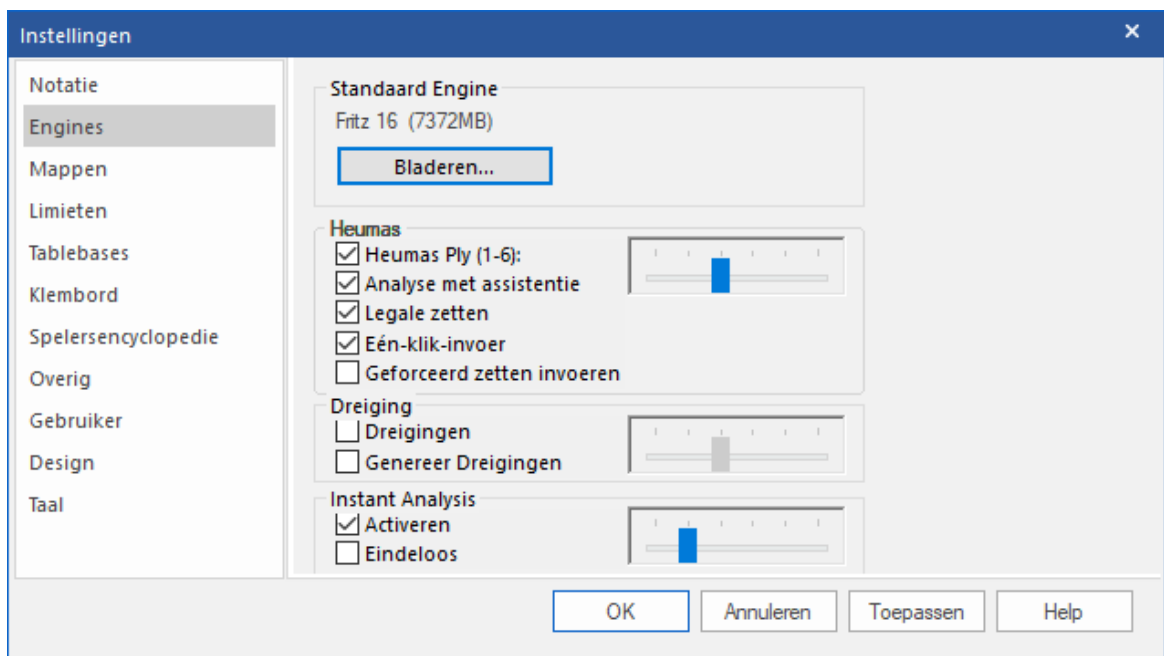 Instellingen
Notatie
Engines
Mappen
Limieten
Tablebases
Klembord
Spelersencyclopedie
Overig
Gebruiker
Design
Taal
Standaard Engine
Fritz 16 (7372MB)
Bladeren...
Heumas
Heumas Ply (1-6):
Analyse met assistentie
Legale zetten
Eén-klik-invoer
Geforceerd zetten invoeren
Dreiging
Dreigingen
Genereer Dreigingen
Instant Analysis
Activeren
Eindeloos
OK Annuleren Toepassen Help